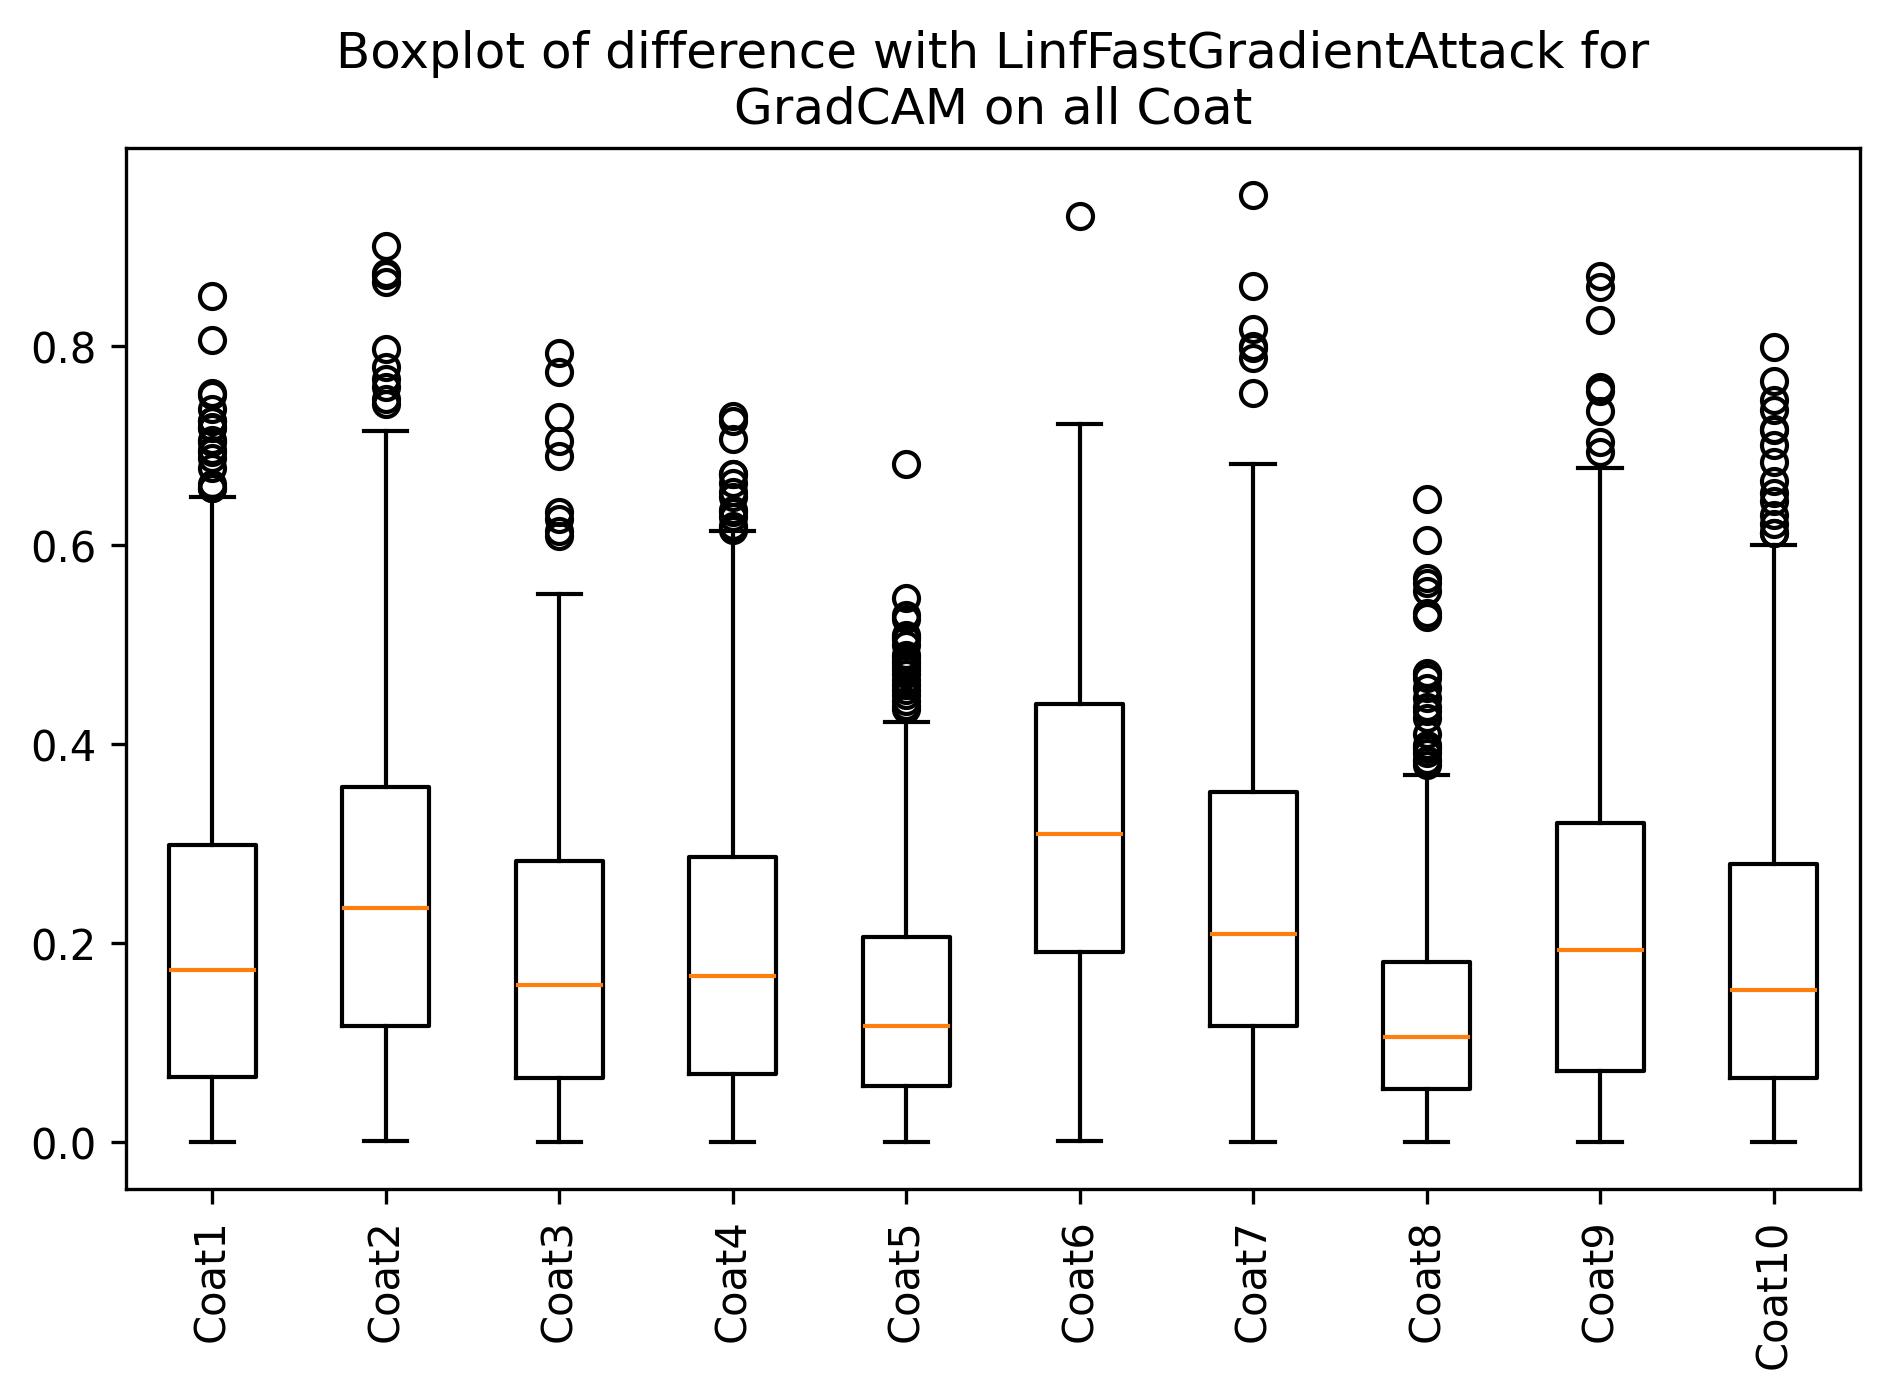 Boxplot of difference with LinfFastGradientAttack for
GradCAM on all Coat
0.8
0.6
0.4
0.2
0.0
Coat1
Coat2
Coat3
Coat4
Coat5
Coat6
Coat7
Coat8
Coat9
Coat10